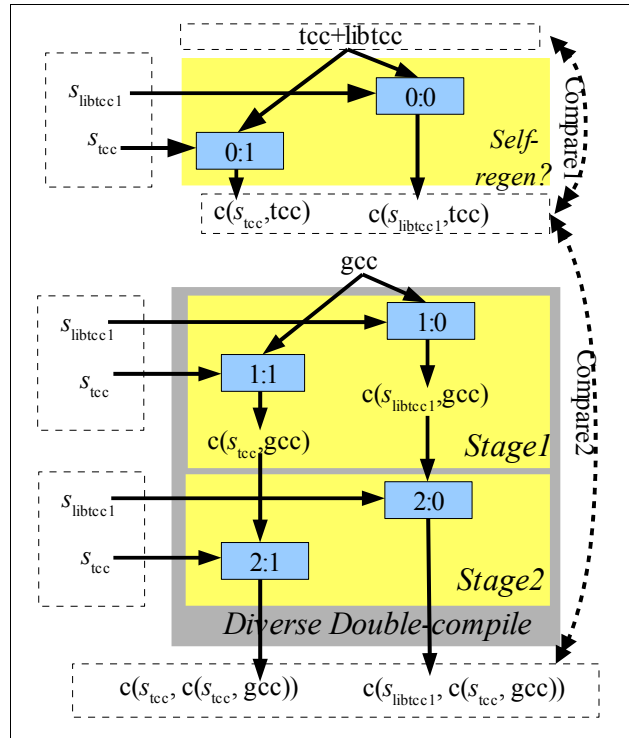 tcc+libtcc
s_libtcc1
0:0
s_tcc
0:1
Self-
regen?
Compare1
c(s_tcc,tcc)
c(s_libtcc1,tcc)
gcc
s_libtcc1
1:0
s_tcc
1:1
c(s_libtcc1,gcc)
c(s_tcc,gcc)
Stage1
Compare2
s_libtcc1
2:0
s_tcc
2:1
Stage2
Diverse Double-compile
c(s_tcc, c(s_tcc, gcc))
c(s_libtcc1, c(s_tcc, gcc))